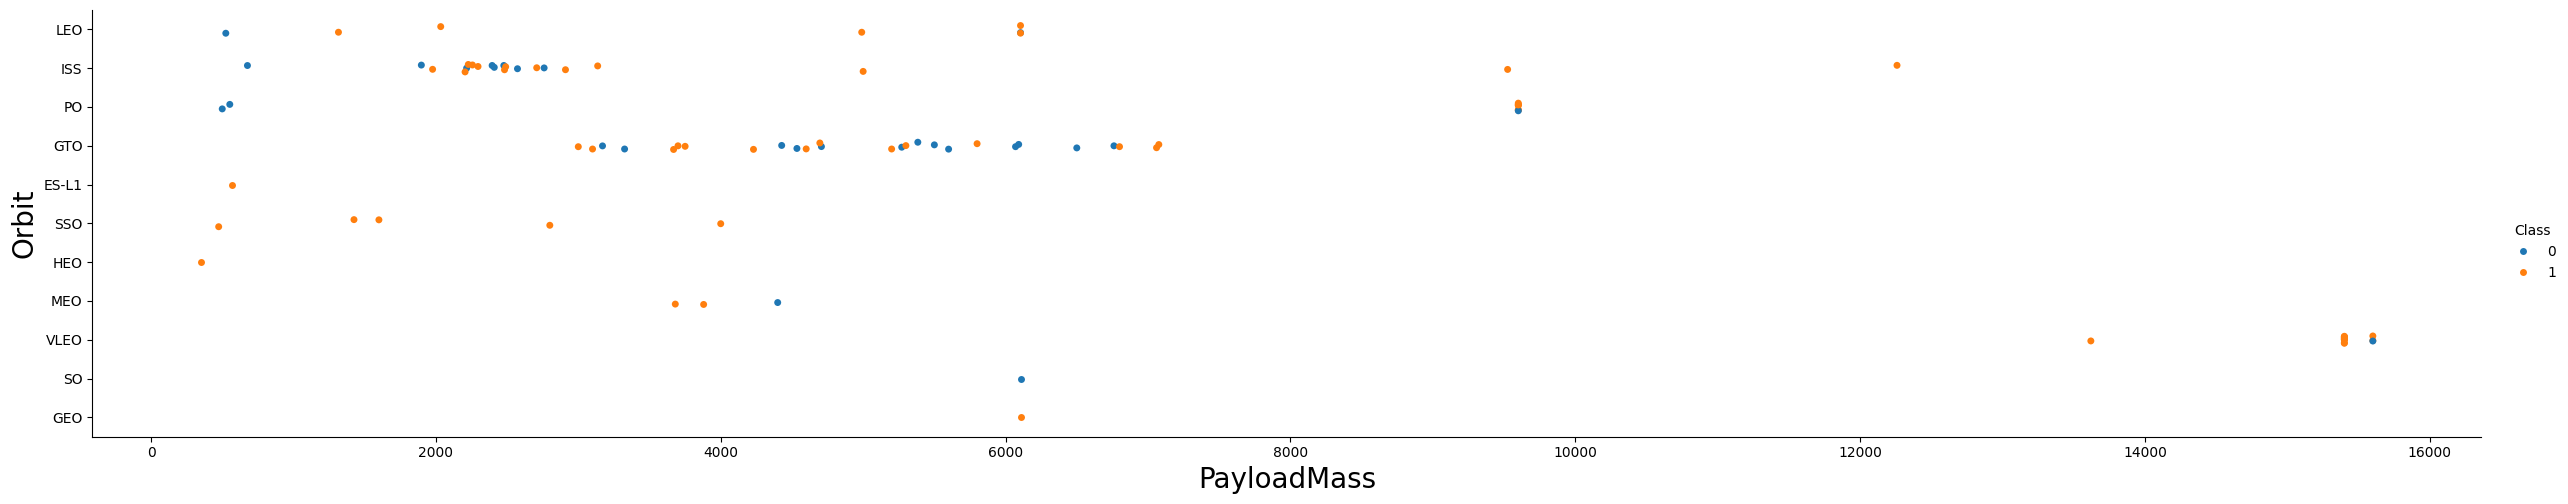 LEO
ISS
PO
GTO
ES-L1
SSO
HEO
MEO
VLEO
SO
GEO
Orbit
0 2000 4000 6000 8000 10000 12000 14000 16000
PayloadMass
Class
0
1